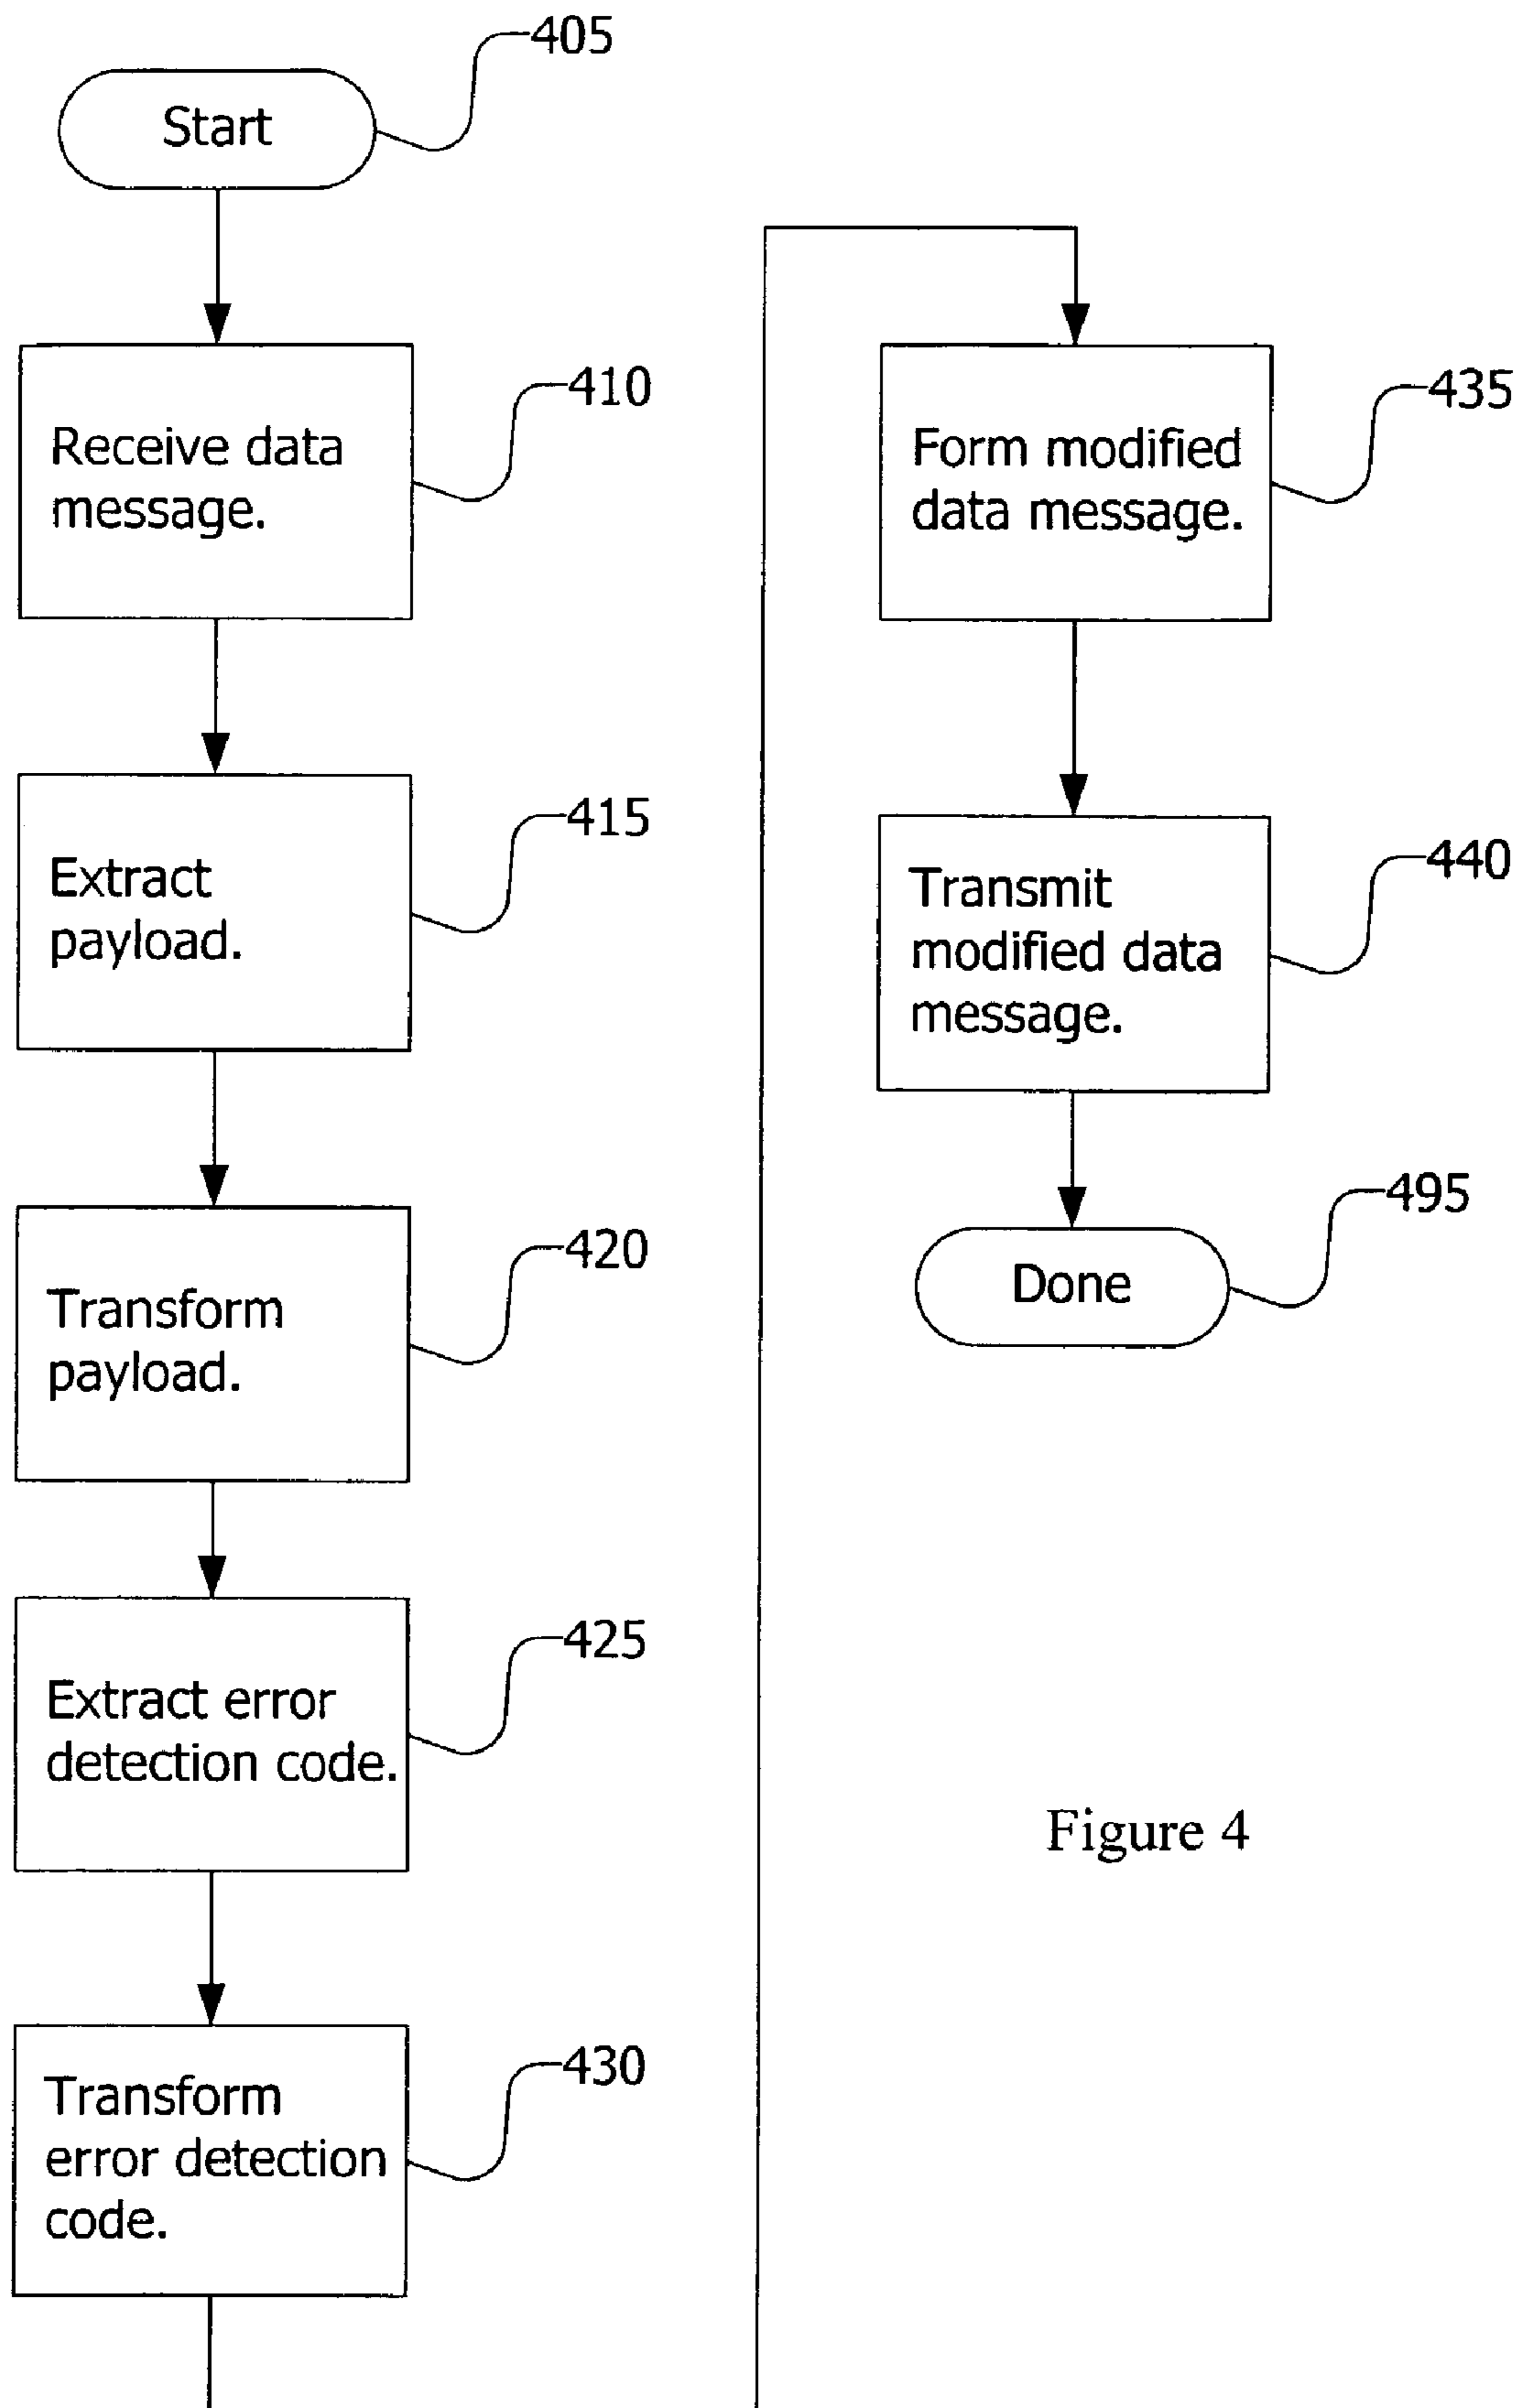 405
Start
410
Receive data
message.
415
Extract
payload.
420
Transform
payload.
425
Extract error
detection code.
430
Transform
error detection
code.
435
Form modified
data message.
440
Transmit
modified data
message.
495
Done
Figure 4